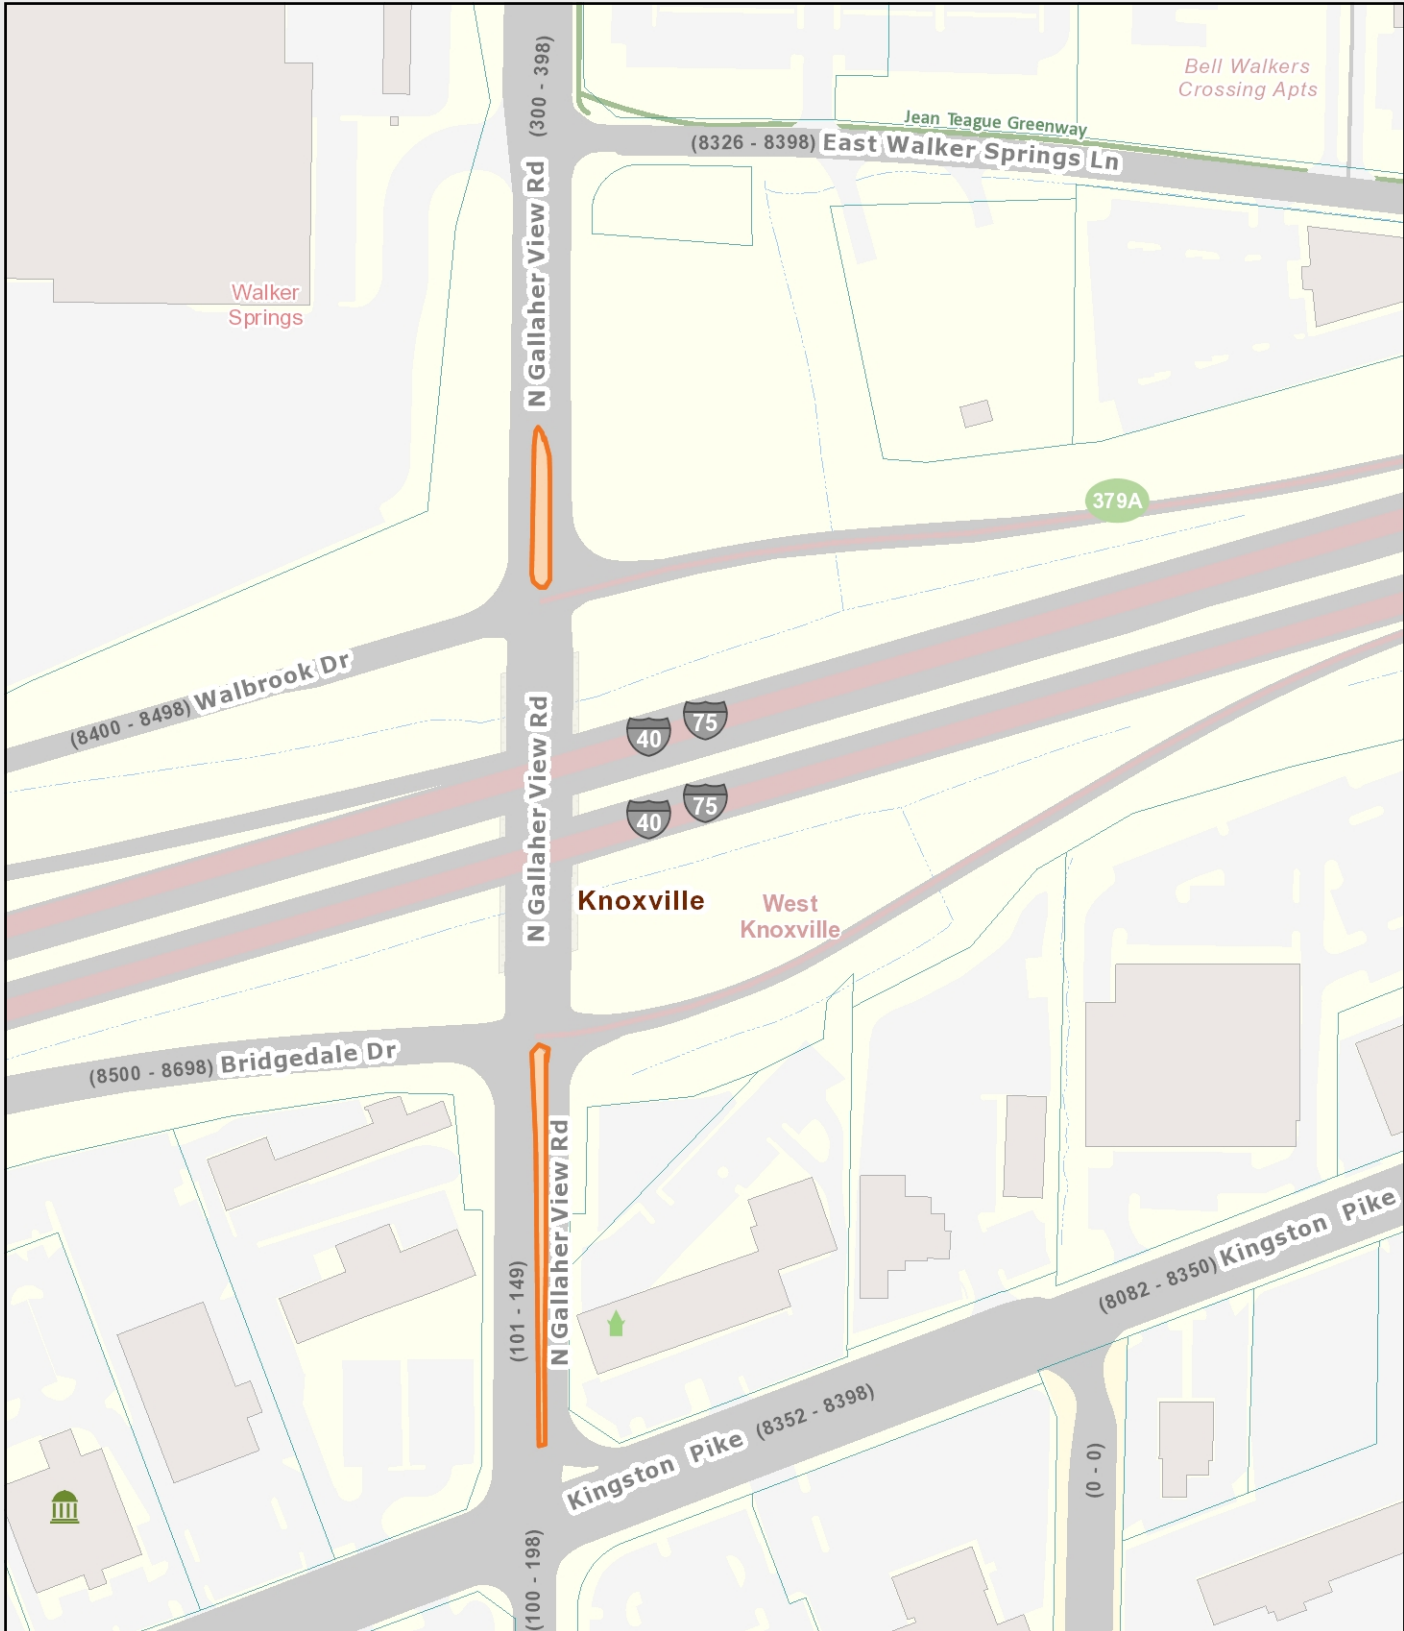 (300 - 398)
Bell Walkers
Crossing Apts
Jean Teague Greenway
(8326 - 8398) East Walker Springs Ln
N Gallaher View Rd
Walker
Springs
379A
(8400 - 8498) Walbrook Dr
N Gallaher View Rd
40 75
40 75
Knoxville
West
Knoxville
(8500 - 8698) Bridgedale Dr
N Gallaher View Rd
(101 - 149)
(8082 - 8350) Kingston Pike
Kingston Pike (8352 - 8398)
(0 - 0)
(100 - 198)